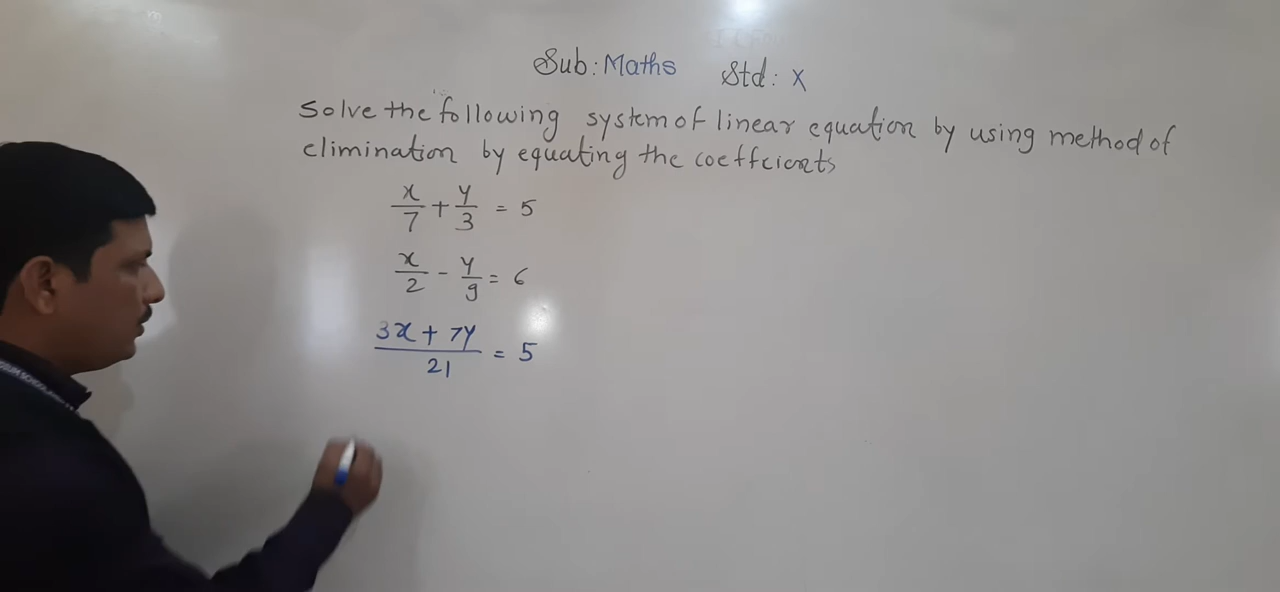 Sub: Maths Std: X
Solve the following system of linear equation by using method of
elimination by equating the coeffcients
x/7 + y/3 = 5
x/2 - y/9 = 6
3x + 7y/21 = 5